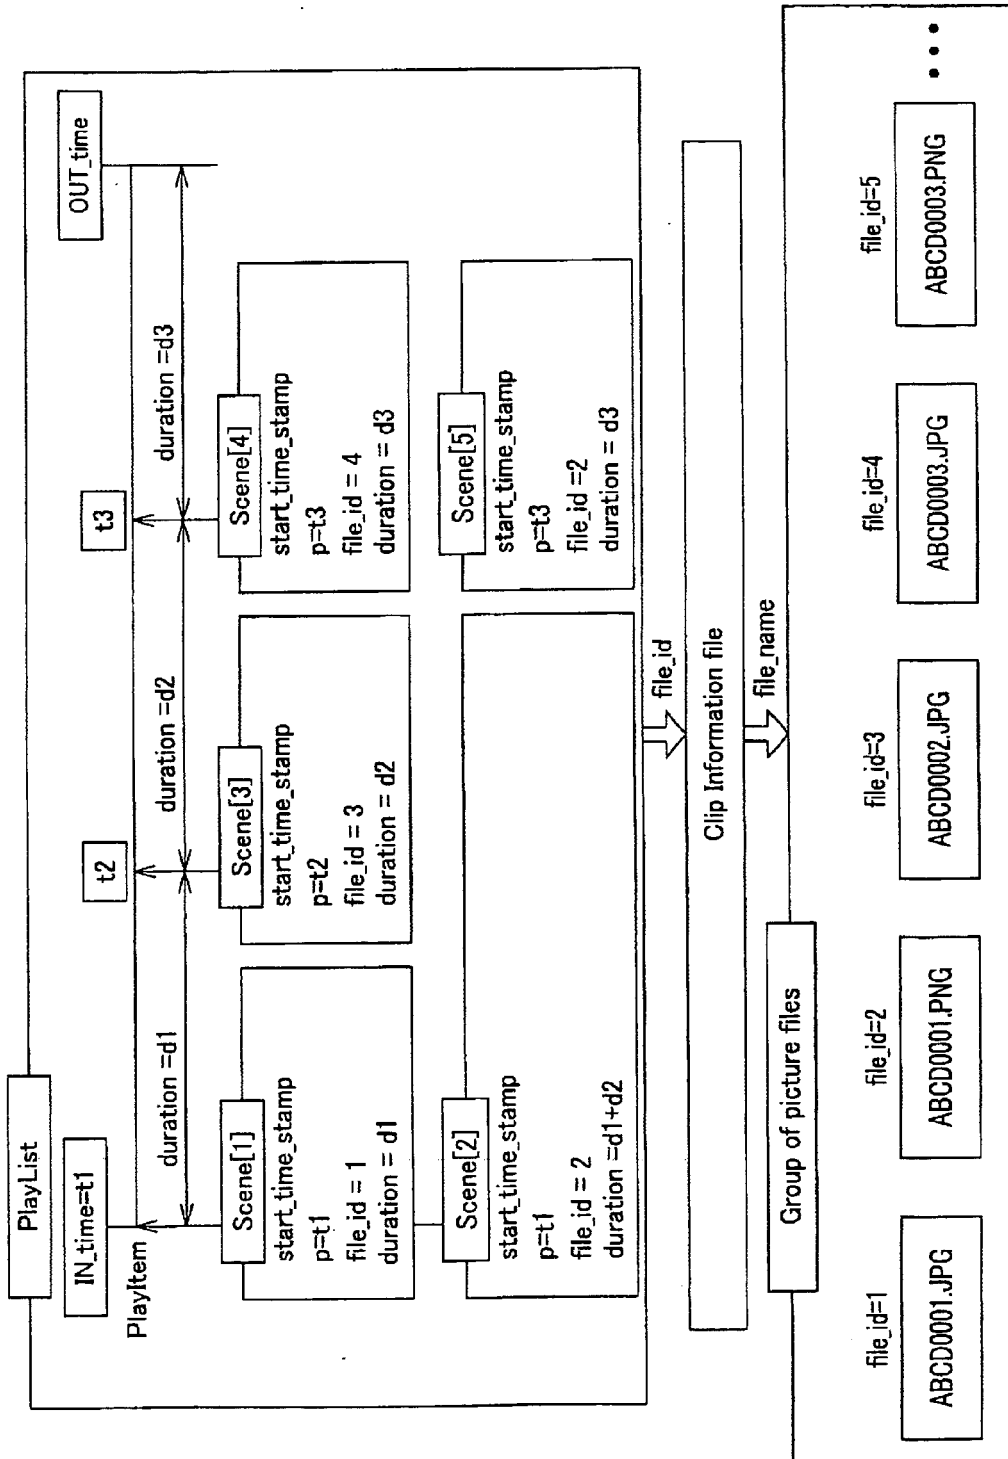 PlayList
IN_time=t1
t2
t3
OUT_time
PlayItem
duration =d1
duration =d2
duration =d3
Scene[1]
start_time_stamp
p=t1
file_id = 1
duration = d1
Scene[3]
start_time_stamp
p=t2
file_id = 3
duration = d2
Scene[4]
start_time_stamp
p=t3
file_id = 4
duration = d3
Scene[2]
start_time_stamp
p=t1
file_id = 2
duration =d1+d2
Scene[5]
start_time_stamp
p=t3
file_id =2
duration = d3
file_id
Clip Information file
file_name
Group of picture files
file_id=1
file_id=2
file_id=3
file_id=4
file_id=5
ABCD0001.JPG
ABCD0001.PNG
ABCD0002.JPG
ABCD0003.JPG
ABCD0003.PNG
• • •